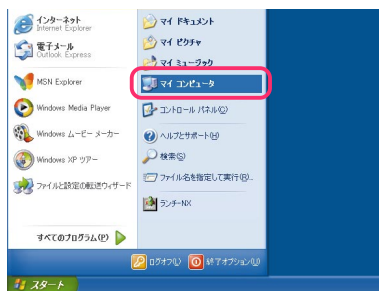 インターネット
Internet Explorer
電子メール
Outlook Express
MSN Explorer
Windows Media Player
Windows ムービー メーカー
Windows XP ツアー
ファイルと設定の転送ウィザード
すべてのプログラム(P)
マイ ドキュメント
マイ ピクチャ
マイ ミュージック
マイ コンピュータ
コントロール パネル(C)
ヘルプとサポート(H)
検索(S)
ファイル名を指定して実行(R)...
ランチ-NX
ログオフ(L)
終了オプション(U)
スタート